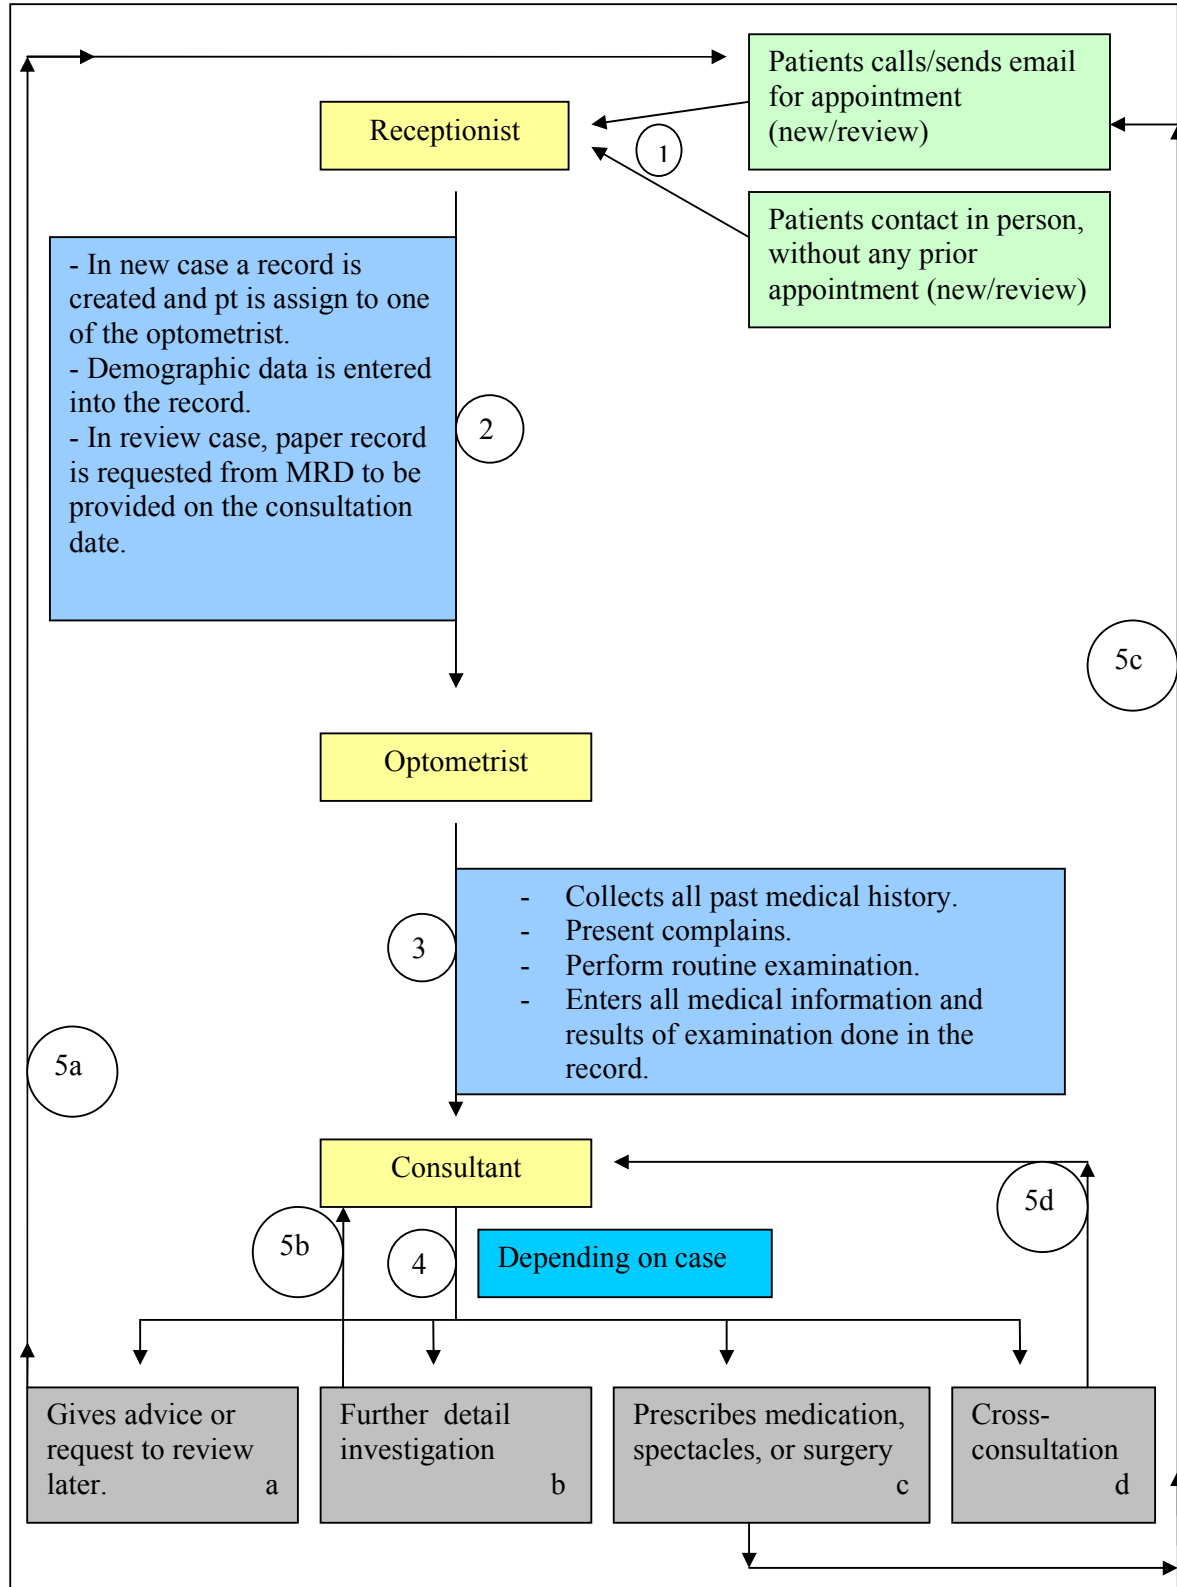 Patients calls/sends email
for appointment
(new/review)
Receptionist
1
Patients contact in person,
without any prior
appointment (new/review)
- In new case a record is
created and pt is assign to one
of the optometrist.
- Demographic data is entered
into the record.
- In review case, paper record
is requested from MRD to be
provided on the consultation
date.
2
5c
Optometrist
- Collects all past medical history.
- Present complains.
- Perform routine examination.
- Enters all medical information and
results of examination done in the
record.
3
5a
Consultant
5d
5b
4
Depending on case
Gives advice or
request to review
later. a
Further detail
investigation
b
Prescribes medication,
spectacles, or surgery
c
Cross-
consultation
d